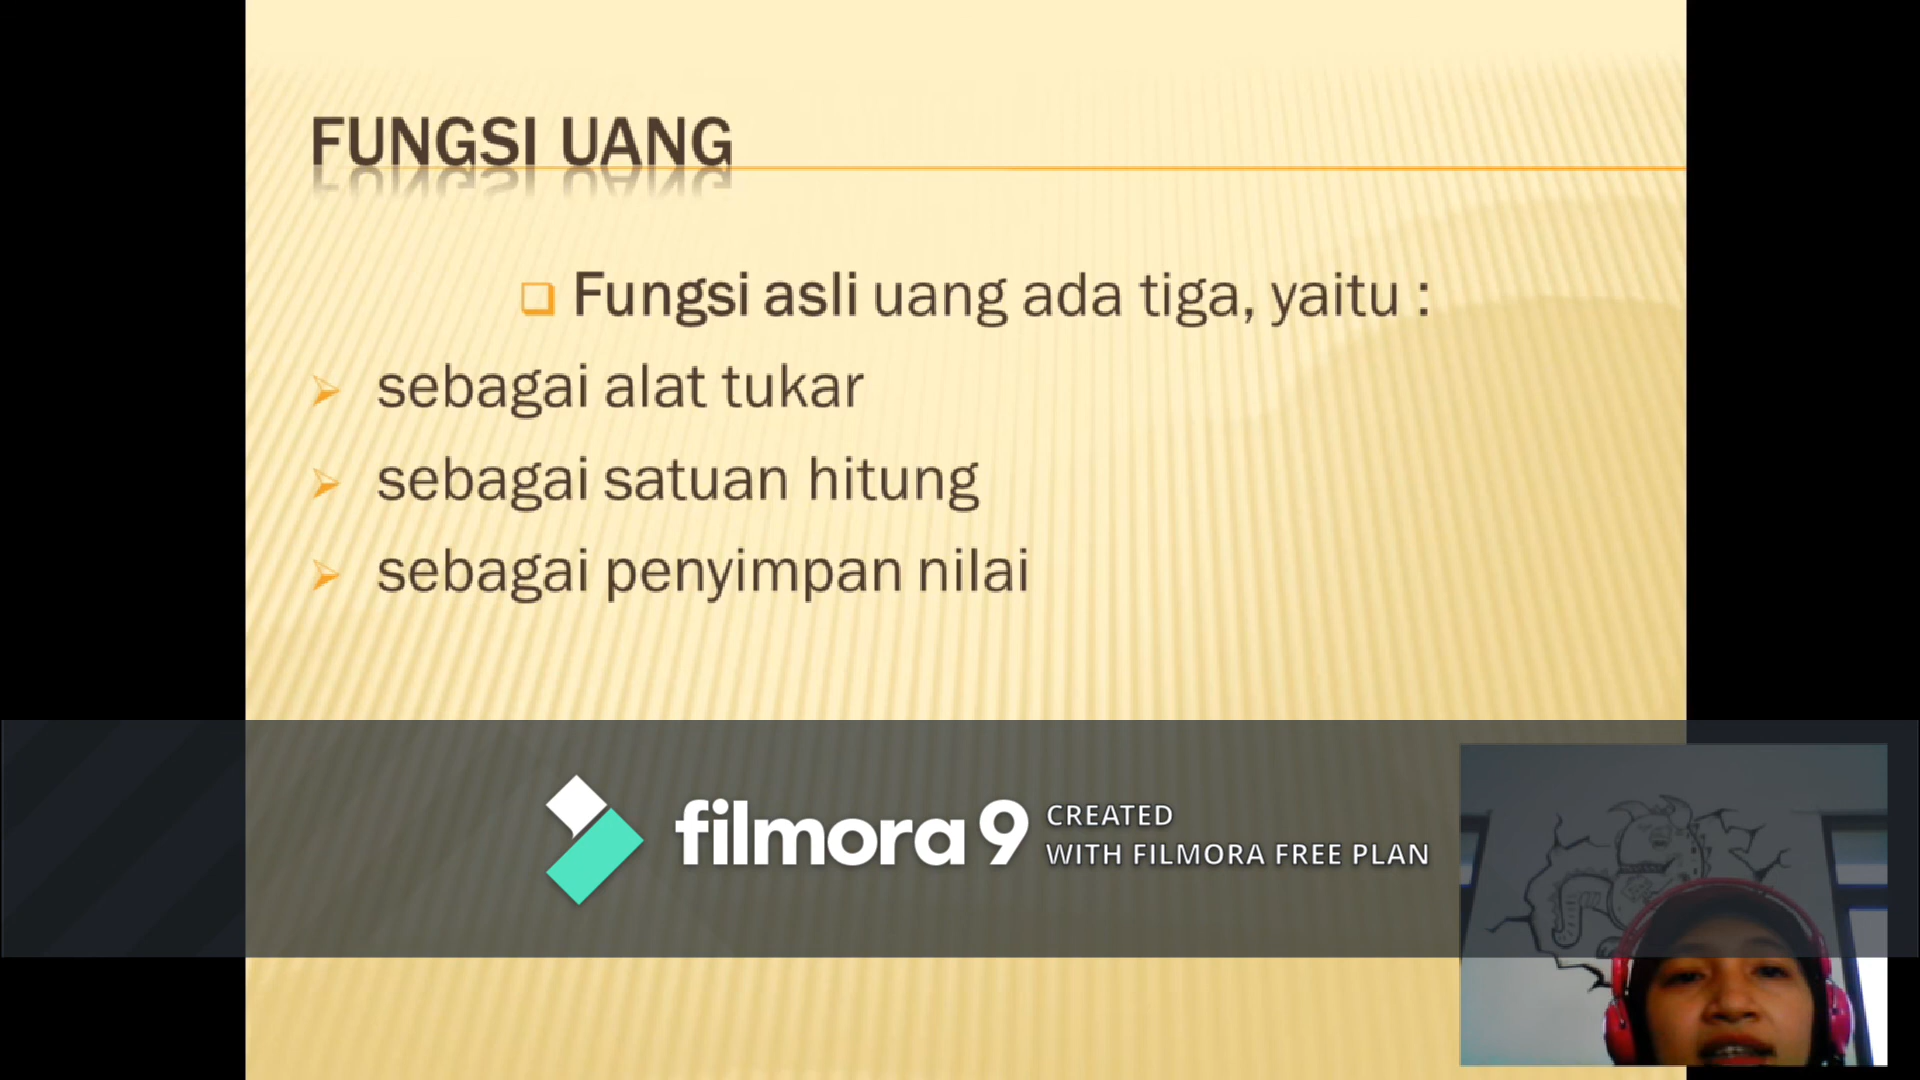 FUNGSI UANG
Fungsi asli uang ada tiga, yaitu :
sebagai alat tukar
sebagai satuan hitung
sebagai penyimpan nilai
filmora 9
CREATED
WITH FILMORA FREE PLAN